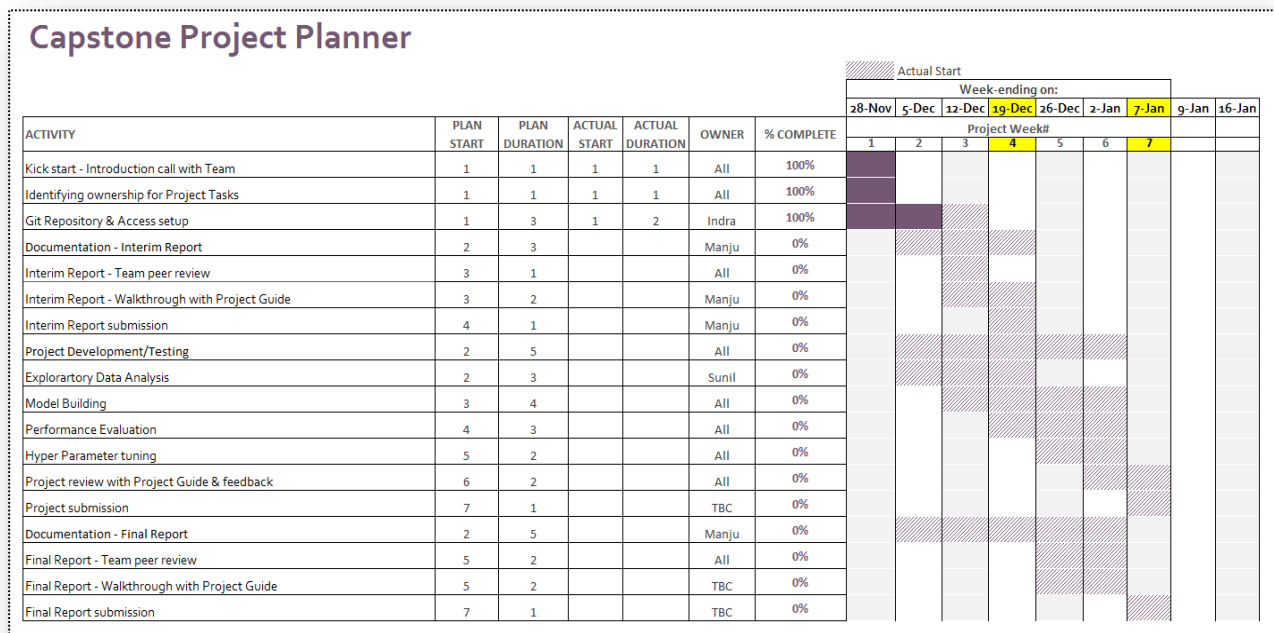 Capstone Project Planner
Actual Start
Week-ending on:
28-Nov 5-Dec 12-Dec 19-Dec 26-Dec 2-Jan 7-Jan 9-Jan 16-Jan
ACTIVITY PLAN START PLAN DURATION ACTUAL START ACTUAL DURATION OWNER % COMPLETE Project Week#
1 2 3 4 5 6 7
Kick start - Introduction call with Team 1 1 1 1 All 100%
Identifying ownership for Project Tasks 1 1 1 1 All 100%
Git Repository & Access setup 1 3 1 2 Indra 100%
Documentation - Interim Report 2 3 Manju 0%
Interim Report - Team peer review 3 1 All 0%
Interim Report - Walkthrough with Project Guide 3 2 Manju 0%
Interim Report submission 4 1 Manju 0%
Project Development/Testing 2 5 All 0%
Explorartory Data Analysis 2 3 Sunil 0%
Model Building 3 4 All 0%
Performance Evaluation 4 3 All 0%
Hyper Parameter tuning 5 2 All 0%
Project review with Project Guide & feedback 6 2 All 0%
Project submission 7 1 TBC 0%
Documentation - Final Report 2 5 Manju 0%
Final Report - Team peer review 5 2 All 0%
Final Report - Walkthrough with Project Guide 5 2 TBC 0%
Final Report submission 7 1 TBC 0%